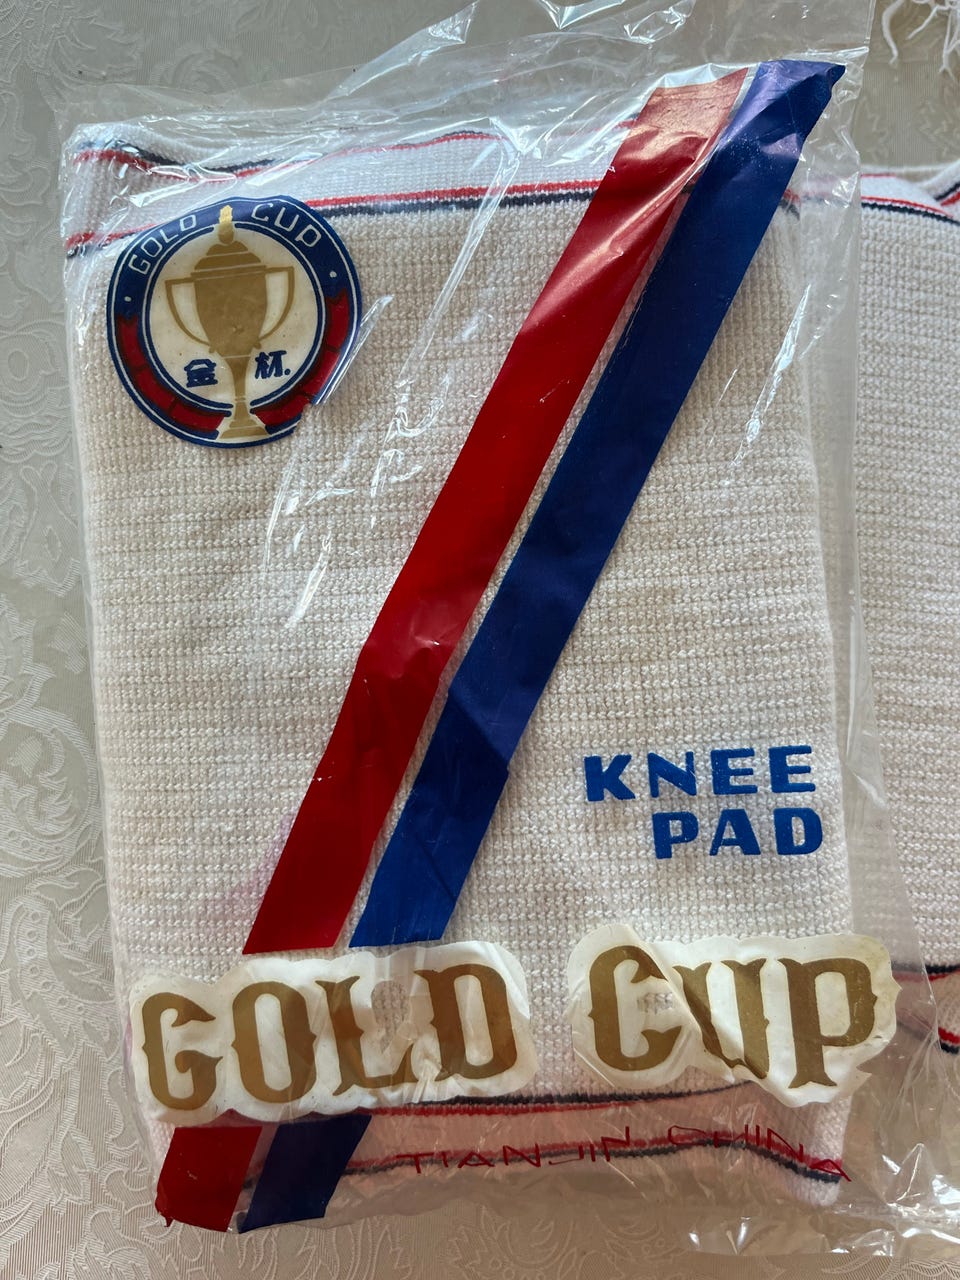 GOLD CUP
金 杯
KNEE
PAD
GOLD CUP
TIANJIN CHINA